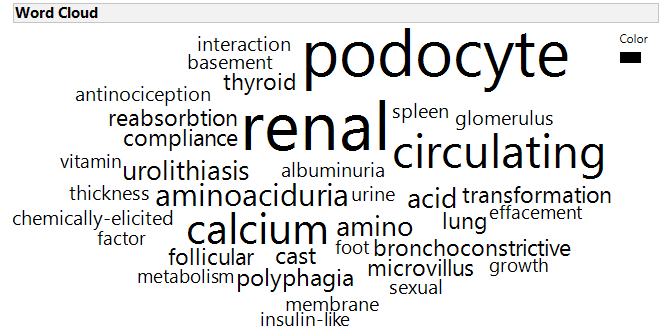 Word Cloud
Color
interaction
podocyte
basement
thyroid
antinociception
reabsorbtion
renal
spleen
glomerulus
compliance
circulating
vitamin
urolithiasis
albuminuria
thickness
aminoaciduria
urine
acid
transformation
chemically-elicited
calcium
amino
lung
effacement
factor
follicular
cast
foot
bronchoconstrictive
metabolism
polyphagia
microvillus
growth
sexual
membrane
insulin-like